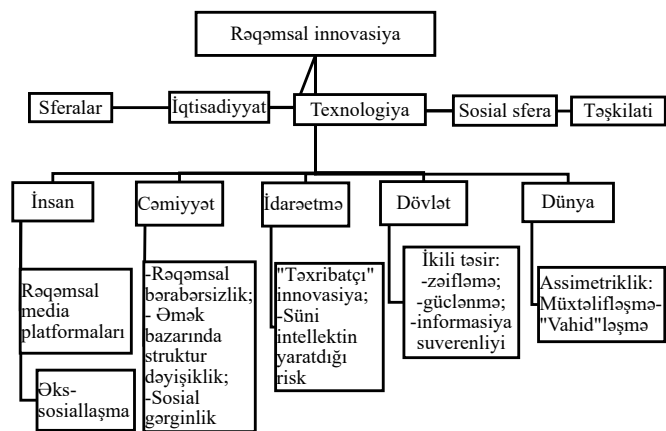 Rəqəmsal innovasiya
Sferalar
İqtisadiyyat
Texnologiya
Sosial sfera
Təşkilati
İnsan
Cəmiyyət
İdarəetmə
Dövlət
Dünya
Rəqəmsal
media
platformaları
Əks-
sosiallaşma
-Rəqəmsal
bərabərsizlik;
- Əmək
bazarında
struktur
dəyişiklik;
-Sosial
gərginlik
"Təxribatçı"
innovasiya;
-Süni
intellektin
yaratdığı
risk
İkili təsir:
-zəifləmə;
-güclənmə;
-informasiya
suverenliyi
Assimetriklik:
Müxtəlifləşmə-
"Vahid"ləşmə